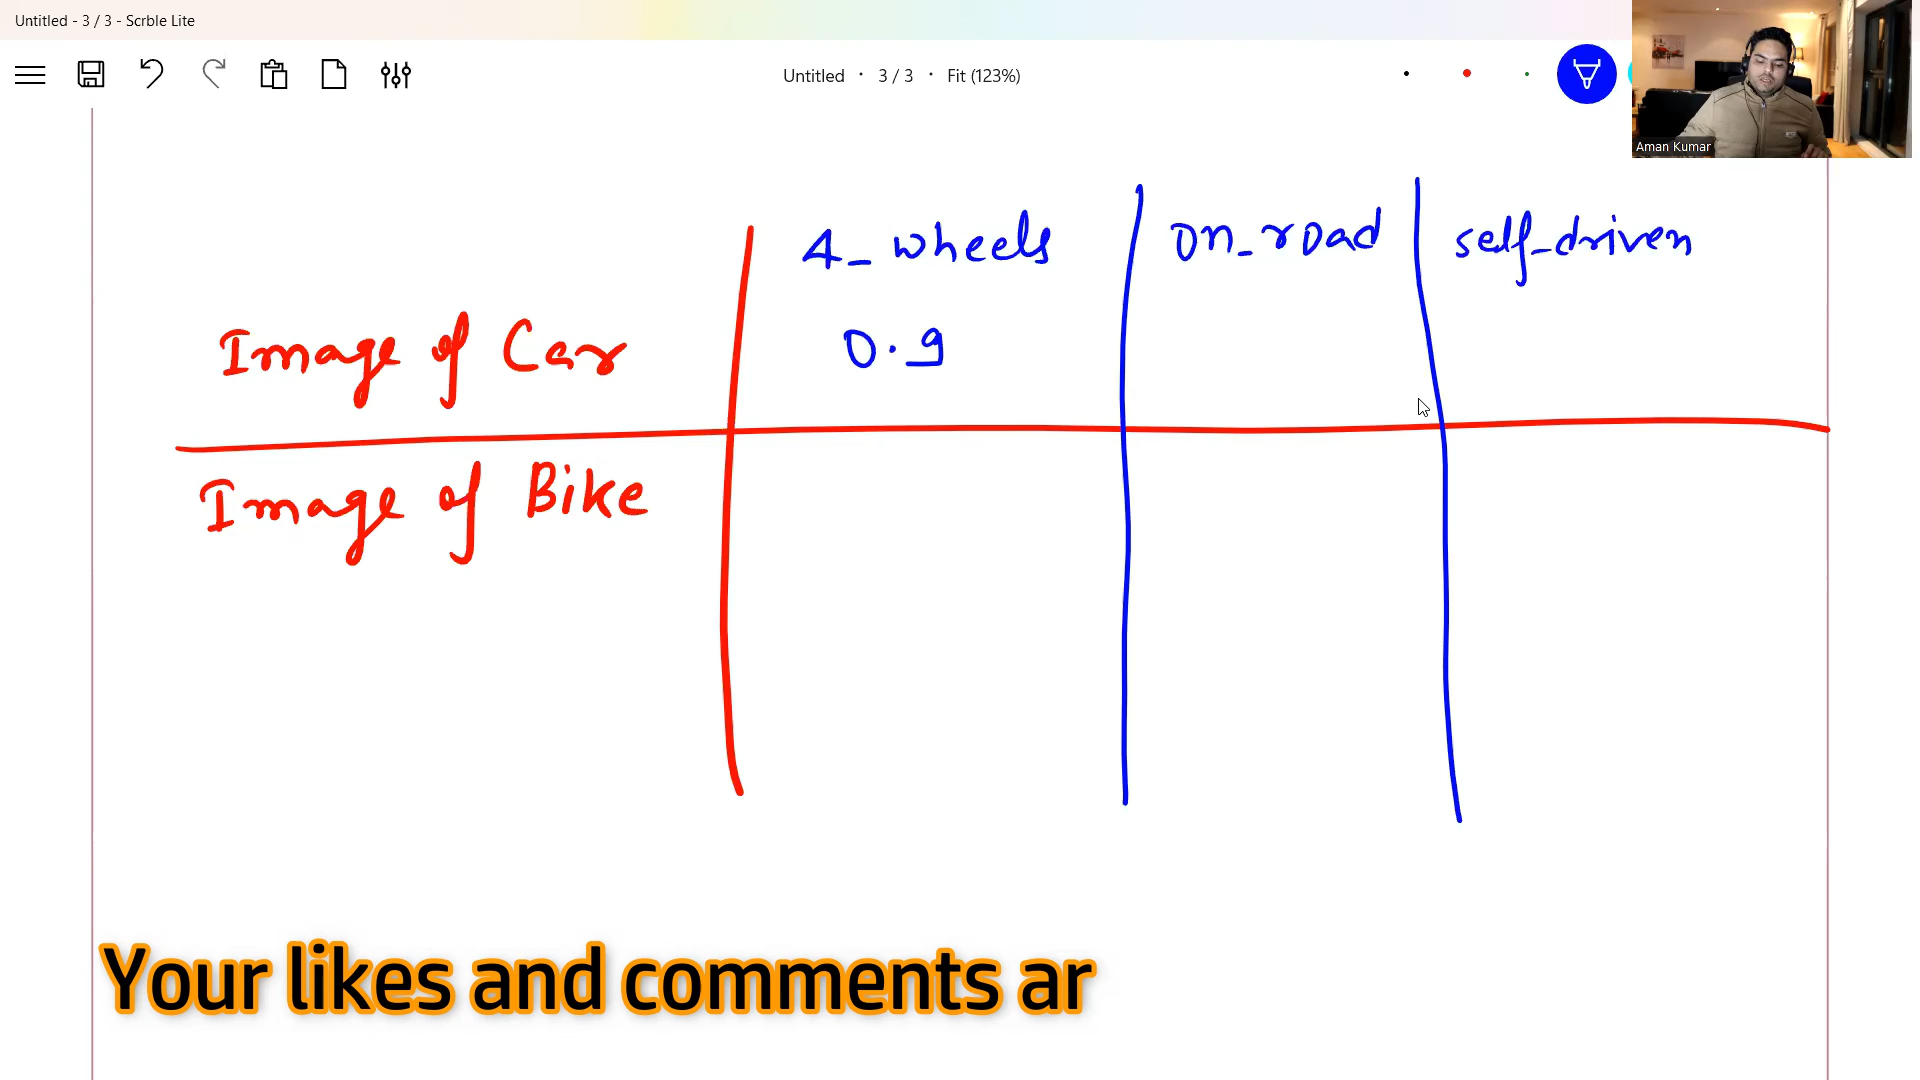 Untitled - 3 / 3 - Scrble Lite
Untitled • 3 / 3 • Fit (123%)
Aman Kumar
4_wheels on_road self_driven
Image of Car 0.9
Image of Bike
Your likes and comments ar